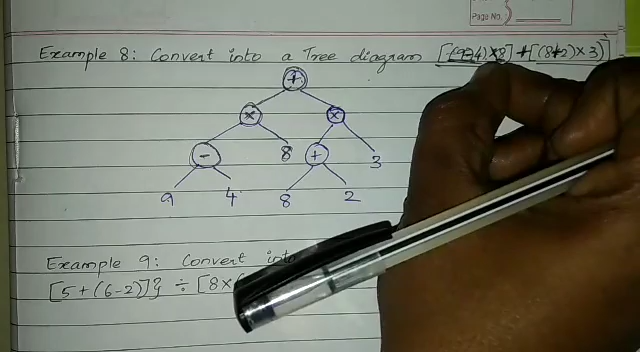 Page No.
Example 8: Convert into a Tree diagram [(9-4)×8] + [(8+2)×3]
+
× ×
- 8 + 3
9 4 8 2
Example 9: Convert into
[5+(6-2)]} ÷ [8×(